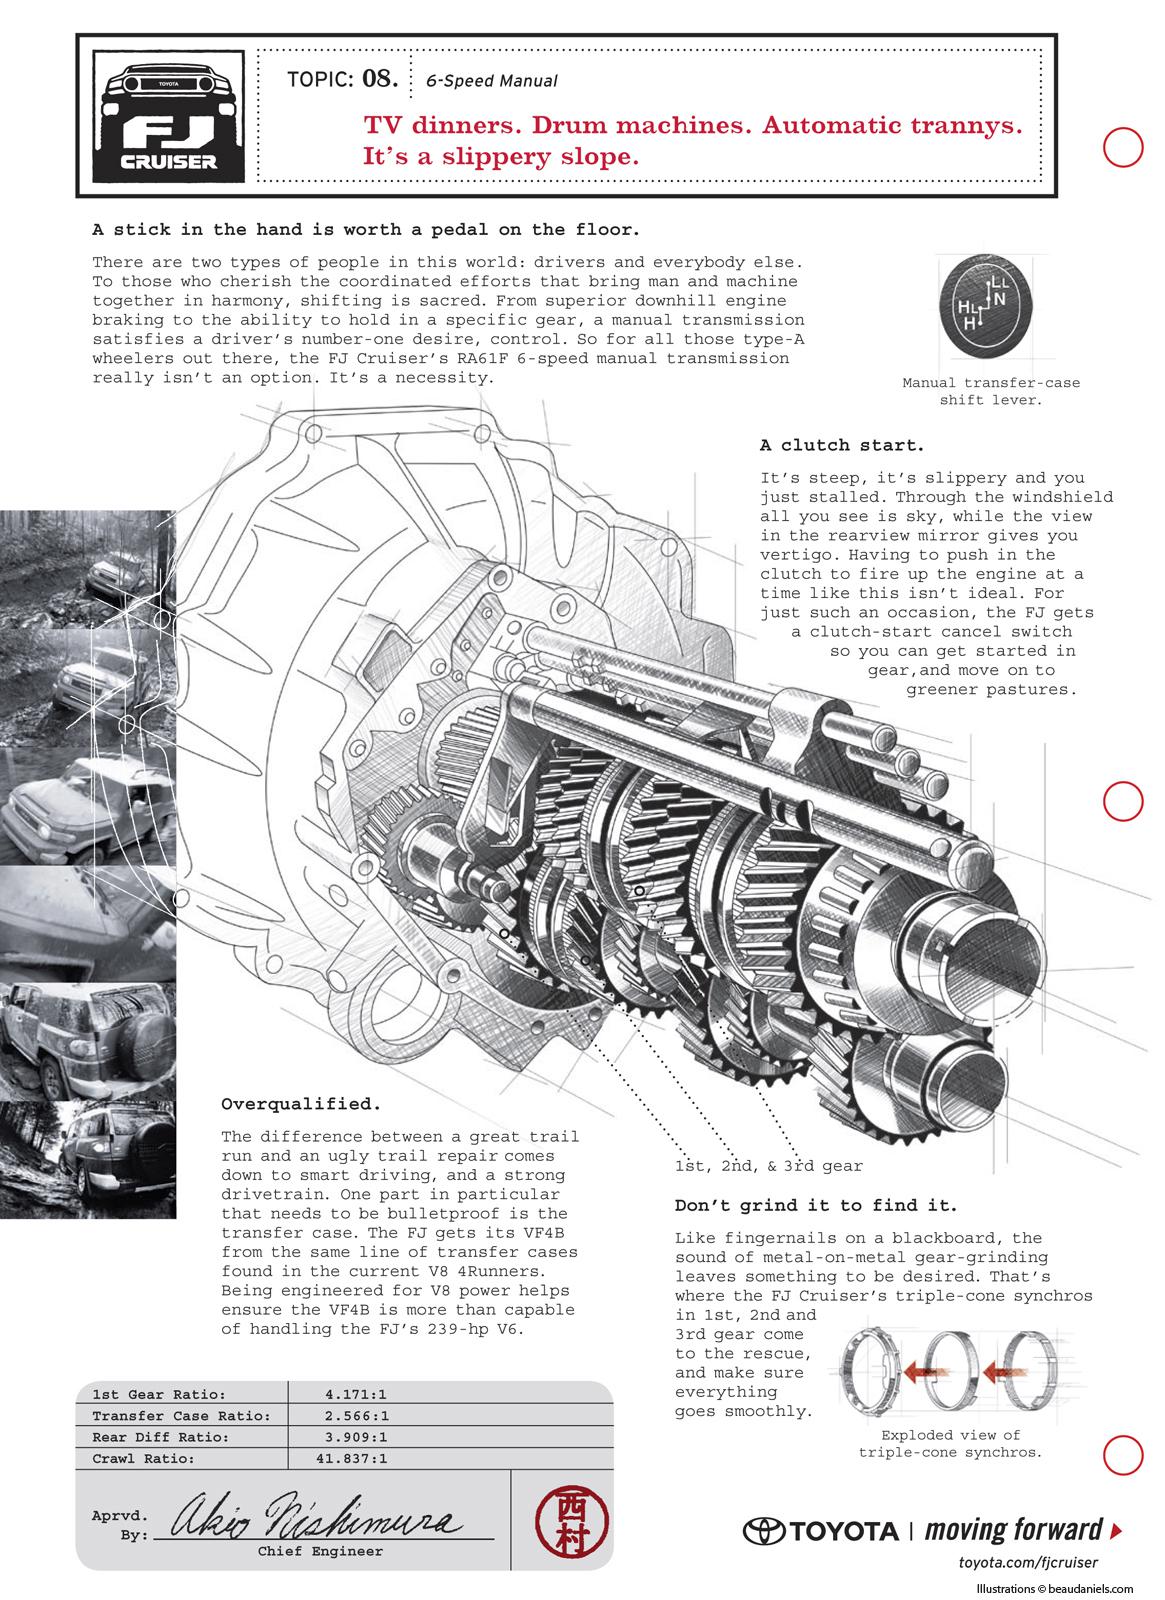 TOYOTA
FJ
CRUISER
TOPIC: 08.
6-Speed Manual
TV dinners. Drum machines. Automatic trannys.
It's a slippery slope.
A stick in the hand is worth a pedal on the floor.
There are two types of people in this world: drivers and everybody else.
To those who cherish the coordinated efforts that bring man and machine
together in harmony, shifting is sacred. From superior downhill engine
braking to the ability to hold in a specific gear, a manual transmission
satisfies a driver's number-one desire, control. So for all those type-A
wheelers out there, the FJ Cruiser's RA61F 6-speed manual transmission
really isn't an option. It's a necessity.
LL
N
HL
H
Manual transfer-case
shift lever.
A clutch start.
It's steep, it's slippery and you
just stalled. Through the windshield
all you see is sky, while the view
in the rearview mirror gives you
vertigo. Having to push in the
clutch to fire up the engine at a
time like this isn't ideal. For
just such an occasion, the FJ gets
a clutch-start cancel switch
so you can get started in
gear,and move on to
greener pastures.
Overqualified.
The difference between a great trail
run and an ugly trail repair comes
down to smart driving, and a strong
drivetrain. One part in particular
that needs to be bulletproof is the
transfer case. The FJ gets its VF4B
from the same line of transfer cases
found in the current V8 4Runners.
Being engineered for V8 power helps
ensure the VF4B is more than capable
of handling the FJ's 239-hp V6.
1st, 2nd, & 3rd gear
Don't grind it to find it.
Like fingernails on a blackboard, the
sound of metal-on-metal gear-grinding
leaves something to be desired. That's
where the FJ Cruiser's triple-cone synchros
in 1st, 2nd and
3rd gear come
to the rescue,
and make sure
everything
goes smoothly.
Exploded view of
triple-cone synchros.
1st Gear Ratio: 4.171:1
Transfer Case Ratio: 2.566:1
Rear Diff Ratio: 3.909:1
Crawl Ratio: 41.837:1
Aprvd.
By: Akio Nishimura
Chief Engineer
西村
TOYOTA | moving forward
toyota.com/fjcruiser
Illustrations © beaudaniels.com